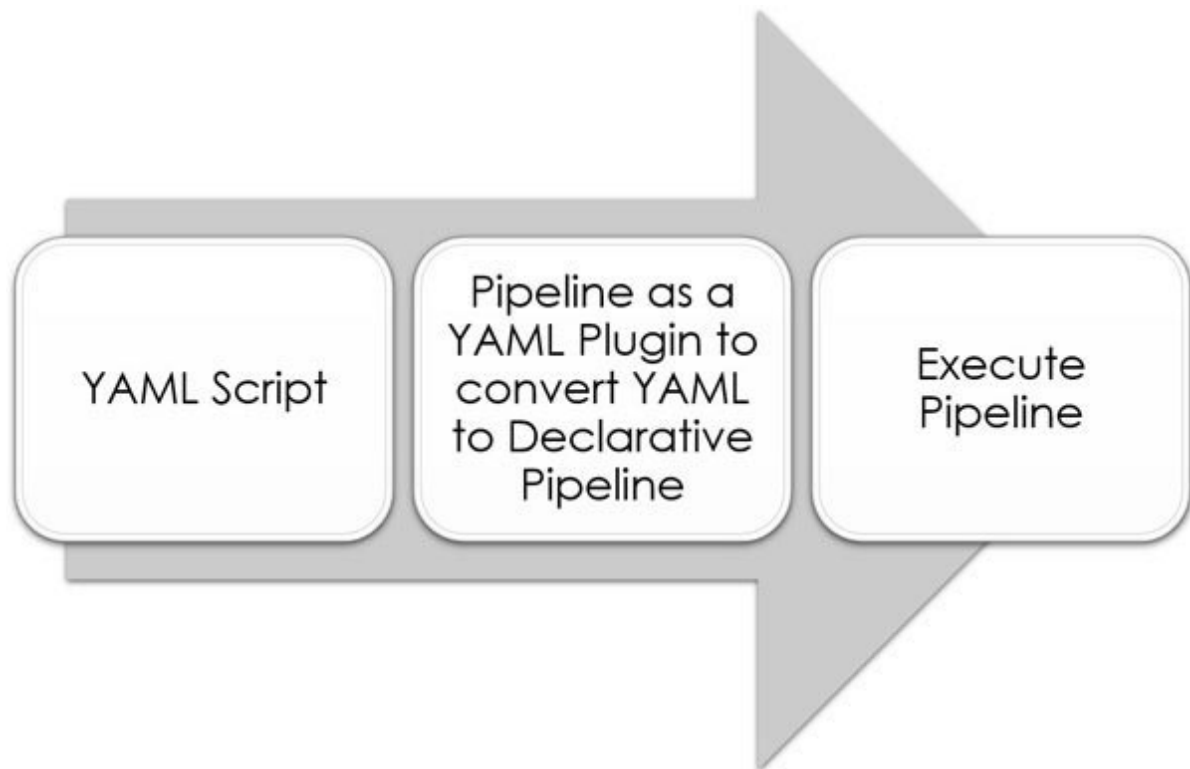 YAML Script
Pipeline as a
YAML Plugin to
convert YAML
to Declarative
Pipeline
Execute
Pipeline